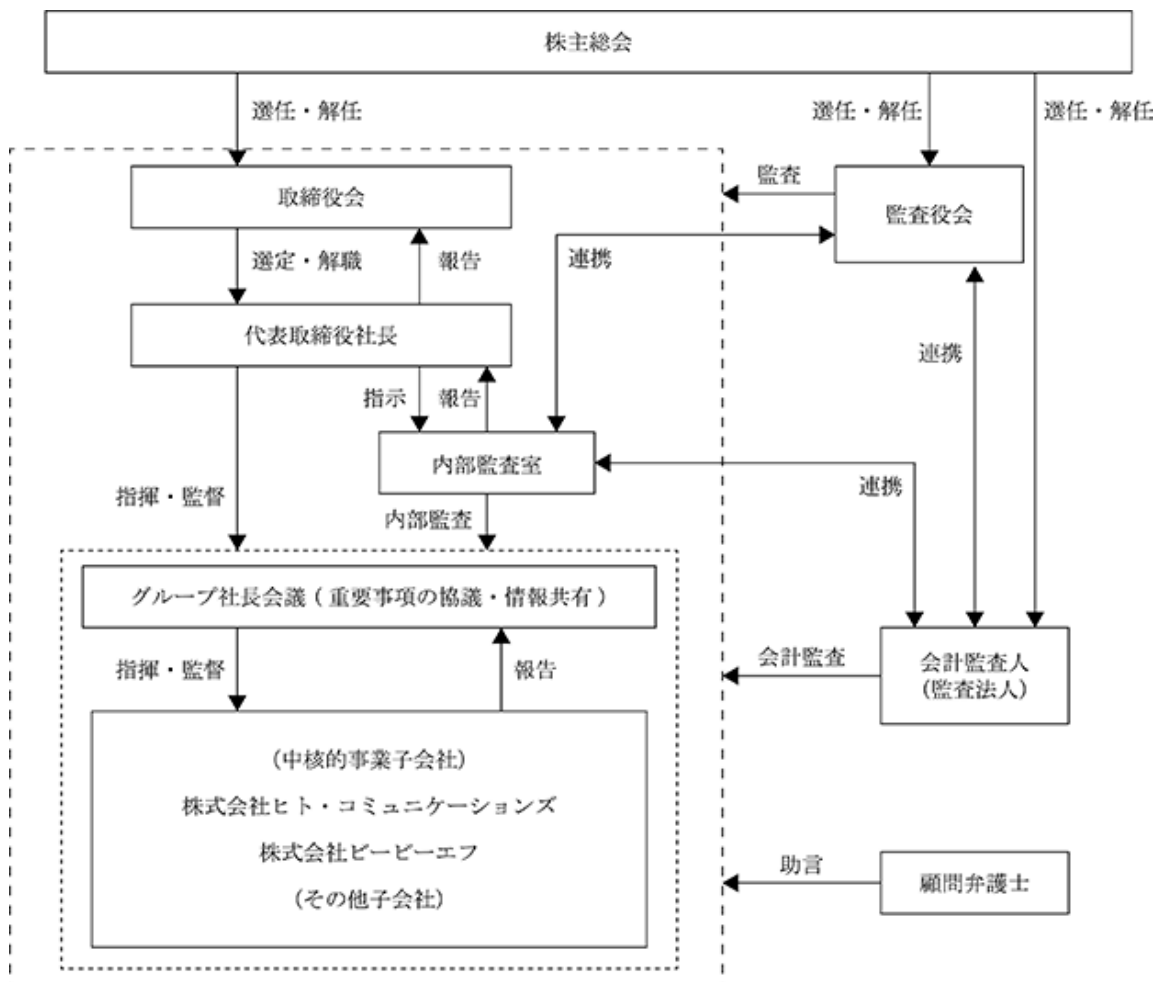 株主総会
選任・解任
選任・解任
選任・解任
取締役会
監査
監査役会
選定・解職
報告
連携
代表取締役社長
連携
指示
報告
内部監査室
連携
指揮・監督
内部監査
グループ社長会議 ( 重要事項の協議・情報共有 )
指揮・監督
報告
会計監査
会計監査人
(監査法人)
(中核的事業子会社)
株式会社ヒト・コミュニケーションズ
株式会社ビービーエフ
(その他子会社)
助言
顧問弁護士